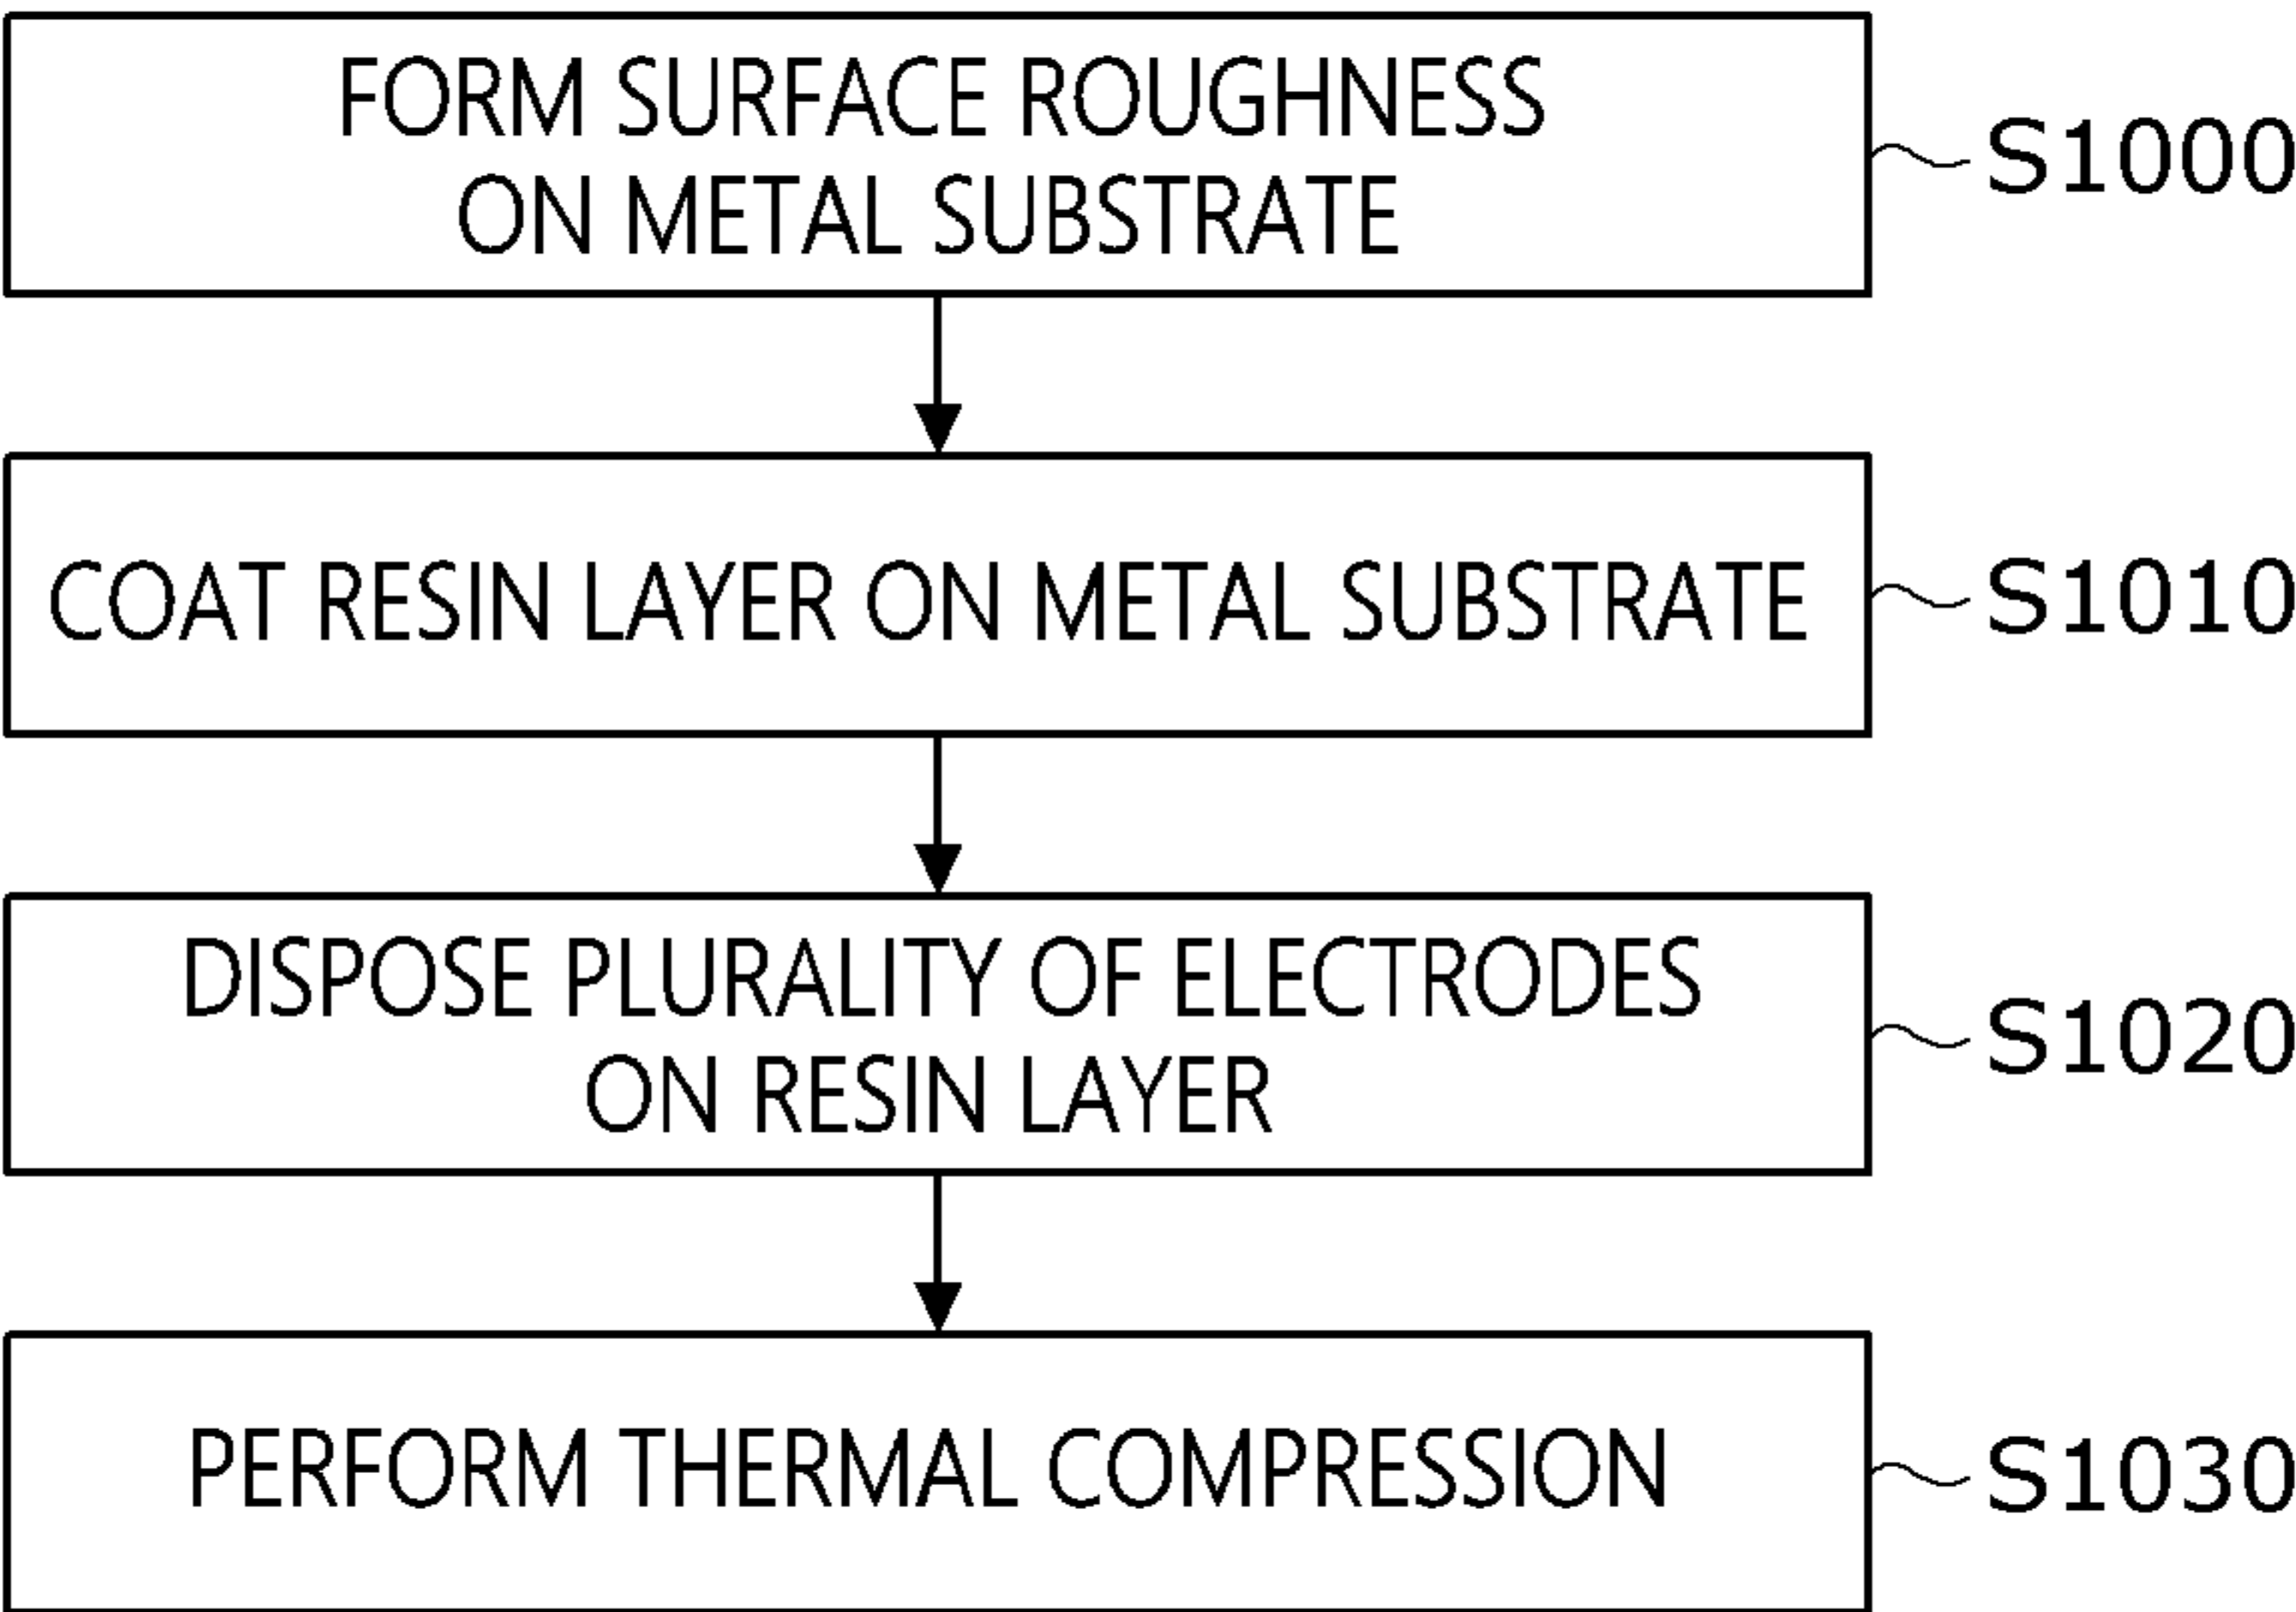 FORM SURFACE ROUGHNESS
ON METAL SUBSTRATE
S1000
COAT RESIN LAYER ON METAL SUBSTRATE
S1010
DISPOSE PLURALITY OF ELECTRODES
ON RESIN LAYER
S1020
PERFORM THERMAL COMPRESSION
S1030